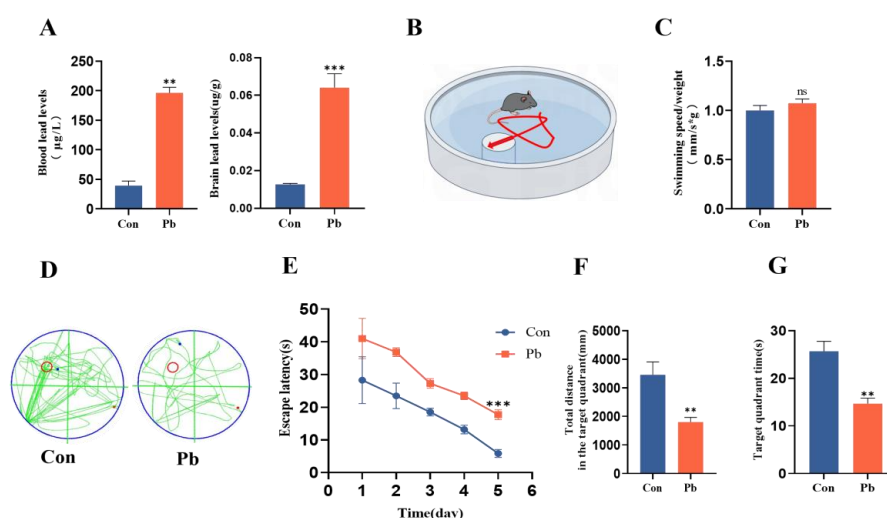 A
Blood lead levels
( μg/L)
250
200
150
100
50
0
**
Con
Pb
Brain lead levels(ug/g)
0.08
0.06
0.04
0.02
0.00
***
Con
Pb
B
C
Swimming speed/weight
( mm/s*g)
1.5
1.0
0.5
0.0
ns
Con
Pb
D
Con
Pb
E
Escape latency(s)
50
40
30
20
10
0
Con
Pb
***
0 1 2 3 4 5 6
Time(day)
F
Total distance
in the target quadrant(mm)
5000
4000
3000
2000
1000
0
**
Con
Pb
G
Target quadrant time(s)
30
20
10
0
**
Con
Pb